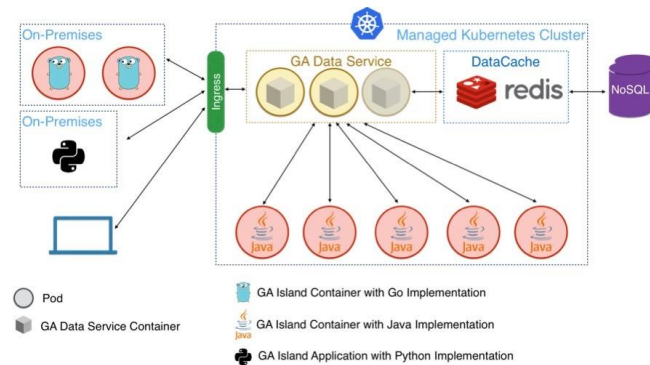 On-Premises
Managed Kubernetes Cluster
GA Data Service
DataCache
Ingress
redis
NoSQL
On-Premises
Java
Java
Java
Java
Java
Pod
GA Island Container with Go Implementation
GA Data Service Container
Java
GA Island Container with Java Implementation
GA Island Application with Python Implementation